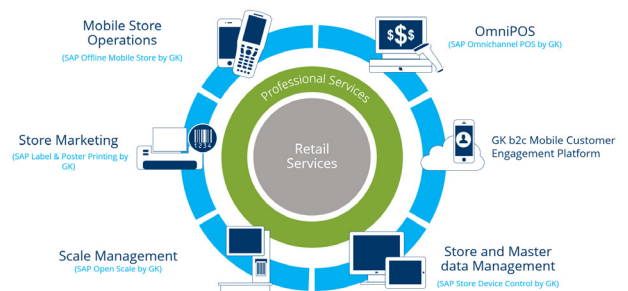 Mobile Store
Operations
(SAP Offline Mobile Store by GK)
$$$
OmniPOS
(SAP Omnichannel POS by GK)
Professional Services
Store Marketing
(SAP Label & Poster Printing by
GK)
1234
Retail
Services
GK b2c Mobile Customer
Engagement Platform
Scale Management
(SAP Open Scale by GK)
Store and Master
data Management
(SAP Store Device Control by GK)